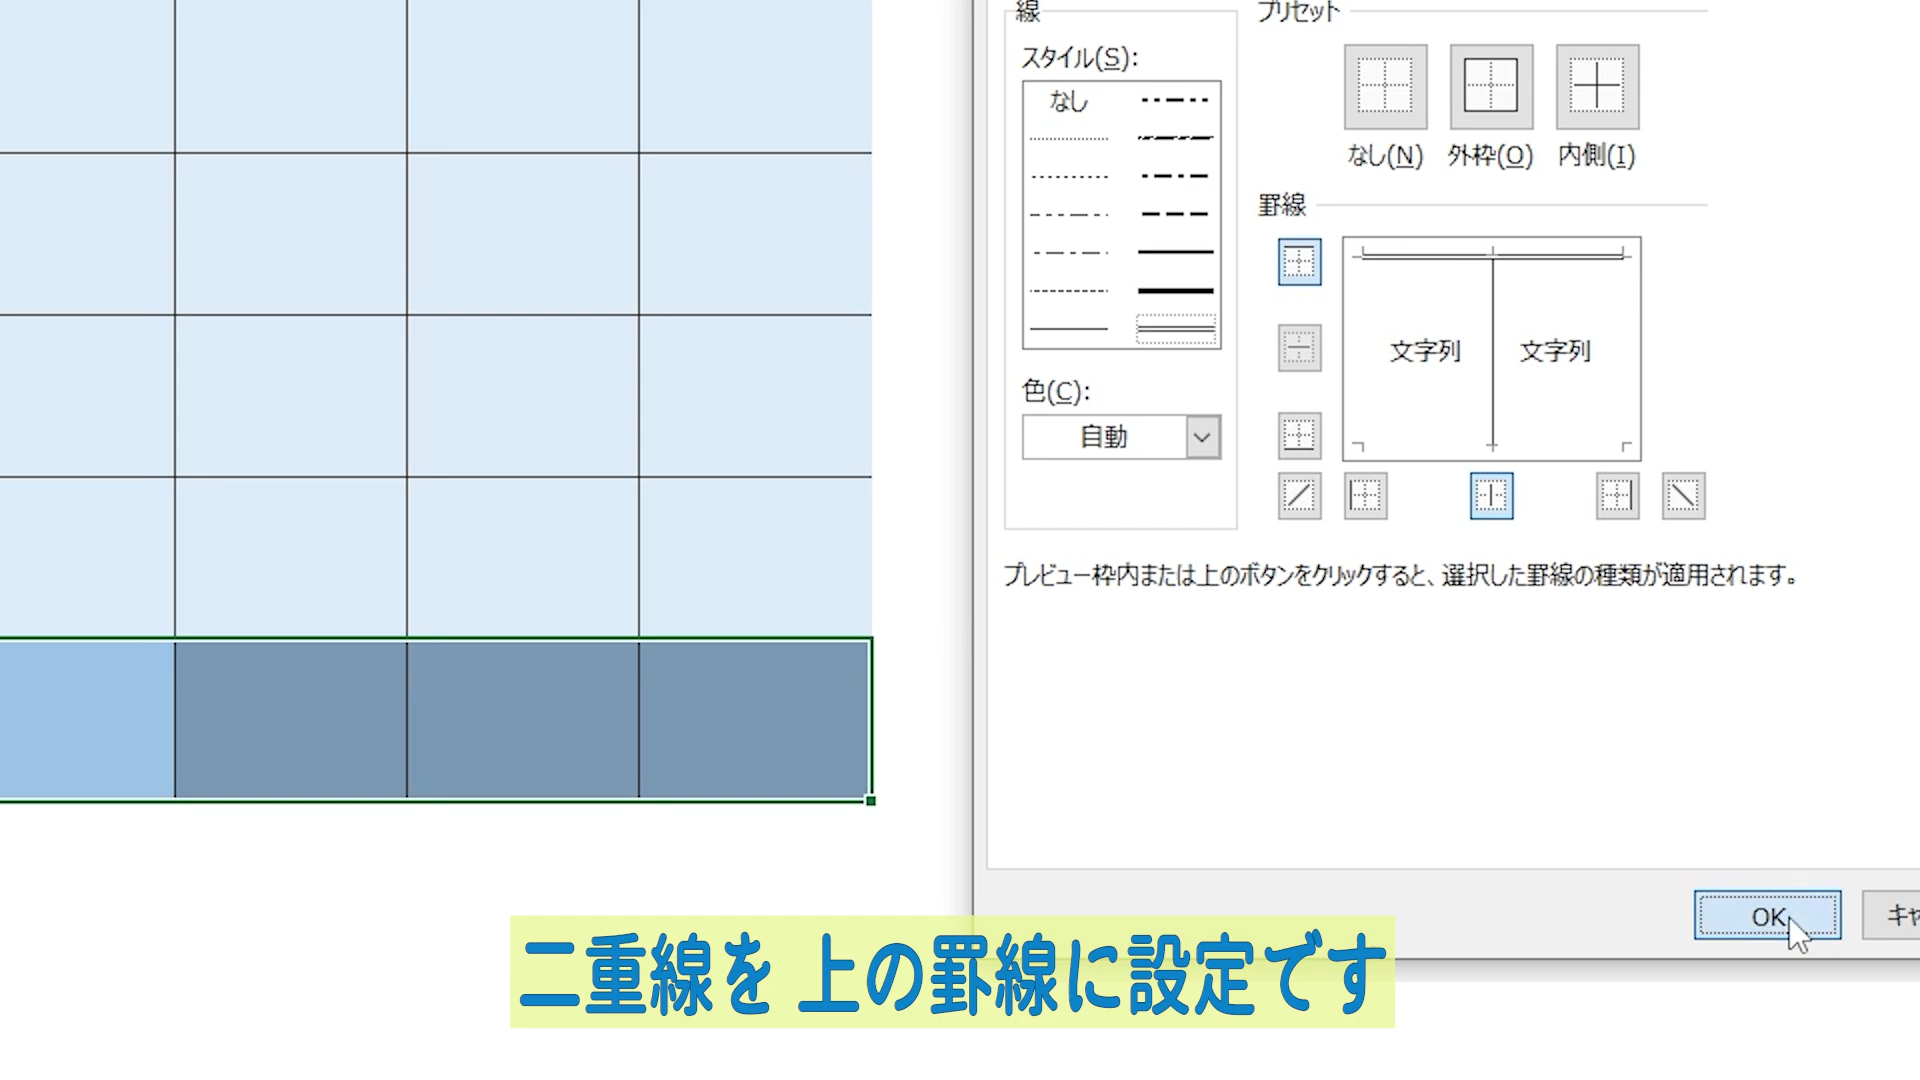 線
プリセット
スタイル(S):
なし
なし(N) 外枠(O) 内側(I)
罫線
文字列 文字列
色(C):
自動
プレビュー枠内または上のボタンをクリックすると、選択した罫線の種類が適用されます。
OK
キャ
二重線を 上の罫線に設定です